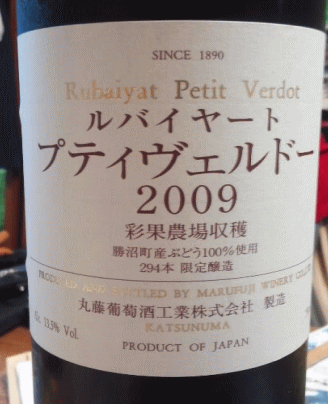 SINCE 1890
Rubaiyat Petit Verdot
ルバイヤート
プティヴェルドー
2009
彩果農場収穫
勝沼町産ぶどう100%使用
294本 限定醸造
PRODUCED AND BOTTLED BY MARUFUJI WINERY CO.,
丸藤葡萄酒工業株式会社 製造
KATSUNUMA
13.5% Vol.
PRODUCT OF JAPAN